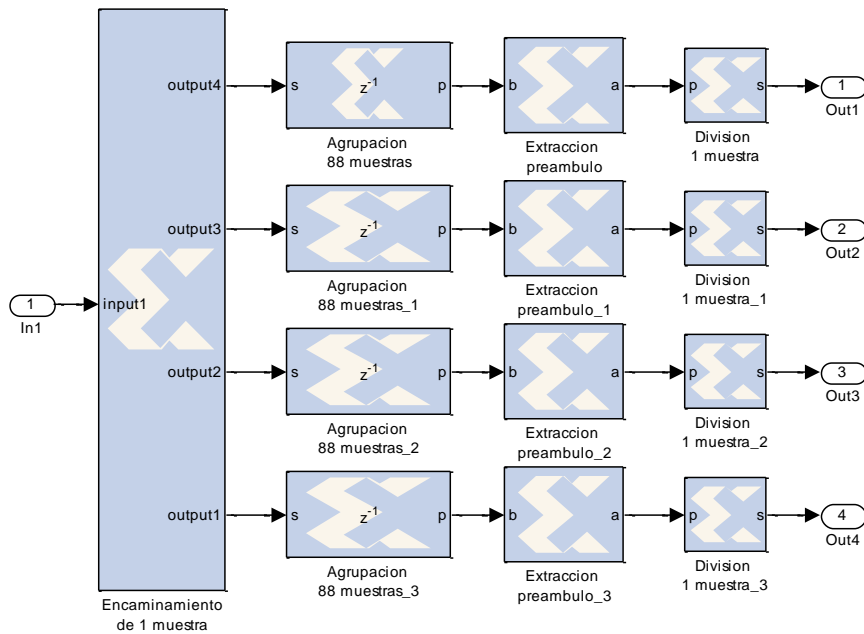 output4
s
z-1
p
b
a
p
s
1
Out1
Agrupacion
88 muestras
Extraccion
preambulo
Division
1 muestra
output3
s
z-1
p
b
a
p
s
2
Out2
Agrupacion
88 muestras_1
Extraccion
preambulo_1
Division
1 muestra_1
1
In1
input1
output2
s
z-1
p
b
a
p
s
3
Out3
Agrupacion
88 muestras_2
Extraccion
preambulo_2
Division
1 muestra_2
output1
s
z-1
p
b
a
p
s
4
Out4
Agrupacion
88 muestras_3
Extraccion
preambulo_3
Division
1 muestra_3
Encaminamiento
de 1 muestra